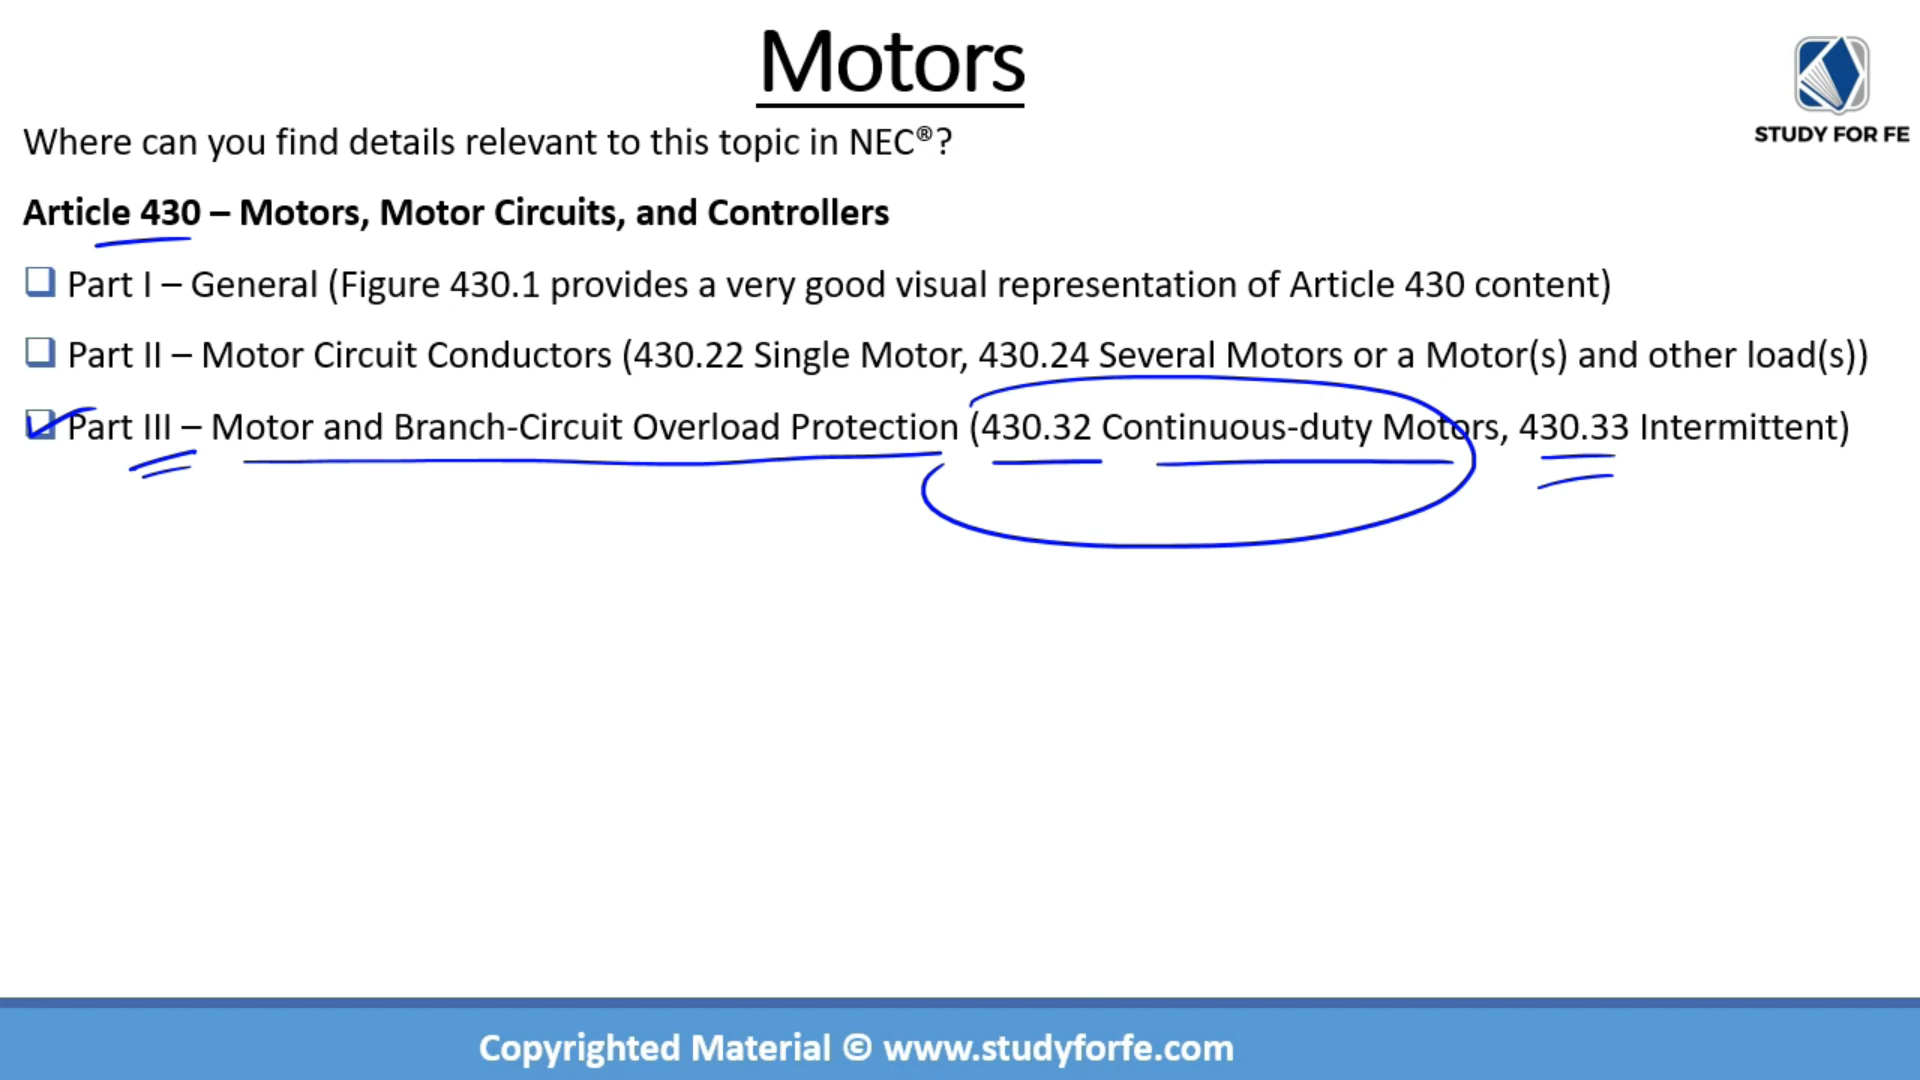 Motors
STUDY FOR FE
Where can you find details relevant to this topic in NEC®?
Article 430 – Motors, Motor Circuits, and Controllers
❑ Part I – General (Figure 430.1 provides a very good visual representation of Article 430 content)
❑ Part II – Motor Circuit Conductors (430.22 Single Motor, 430.24 Several Motors or a Motor(s) and other load(s))
❑ Part III – Motor and Branch-Circuit Overload Protection (430.32 Continuous-duty Motors, 430.33 Intermittent)
Copyrighted Material © www.studyforfe.com